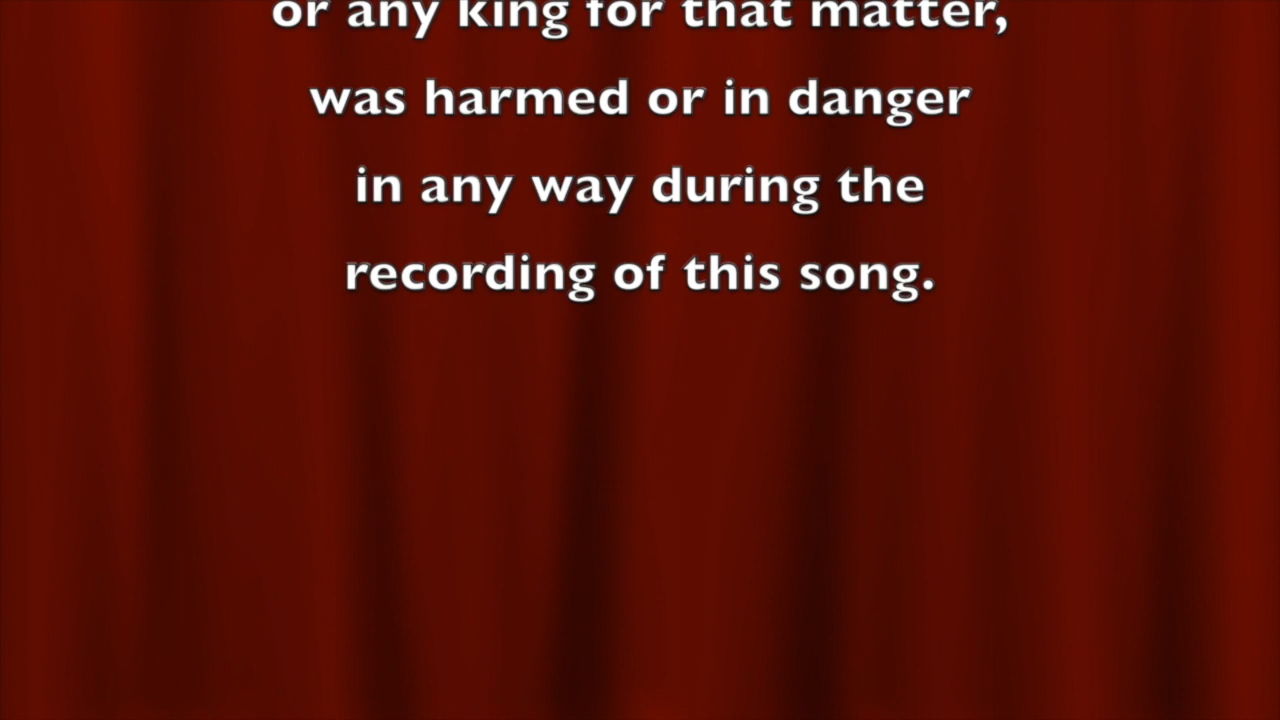 or any king for that matter,
was harmed or in danger
in any way during the
recording of this song.